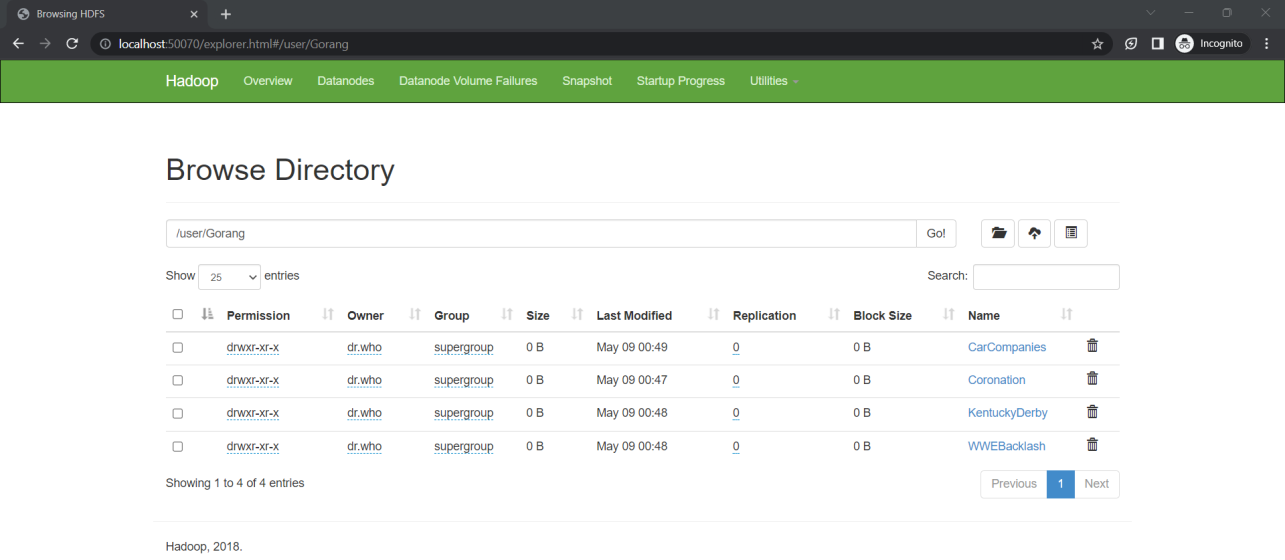 Browsing HDFS
localhost:50070/explorer.html#/user/Gorang
Incognito
Hadoop Overview Datanodes Datanode Volume Failures Snapshot Startup Progress Utilities
Browse Directory
/user/Gorang Go!
Show 25 entries Search:
Permission Owner Group Size Last Modified Replication Block Size Name
drwxr-xr-x dr.who supergroup 0 B May 09 00:49 0 0 B CarCompanies
drwxr-xr-x dr.who supergroup 0 B May 09 00:47 0 0 B Coronation
drwxr-xr-x dr.who supergroup 0 B May 09 00:48 0 0 B KentuckyDerby
drwxr-xr-x dr.who supergroup 0 B May 09 00:48 0 0 B WWEBacklash
Showing 1 to 4 of 4 entries Previous 1 Next
Hadoop, 2018.